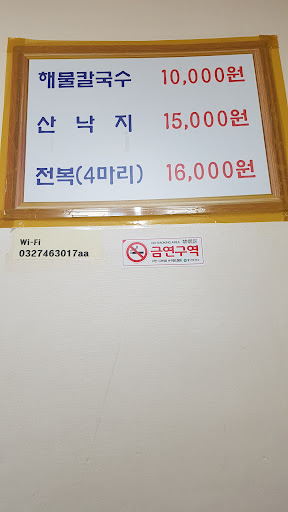 해물칼국수 10,000원
산 낙 지 15,000원
전복(4마리) 16,000원
Wi-Fi
0327463017aa
금연구역